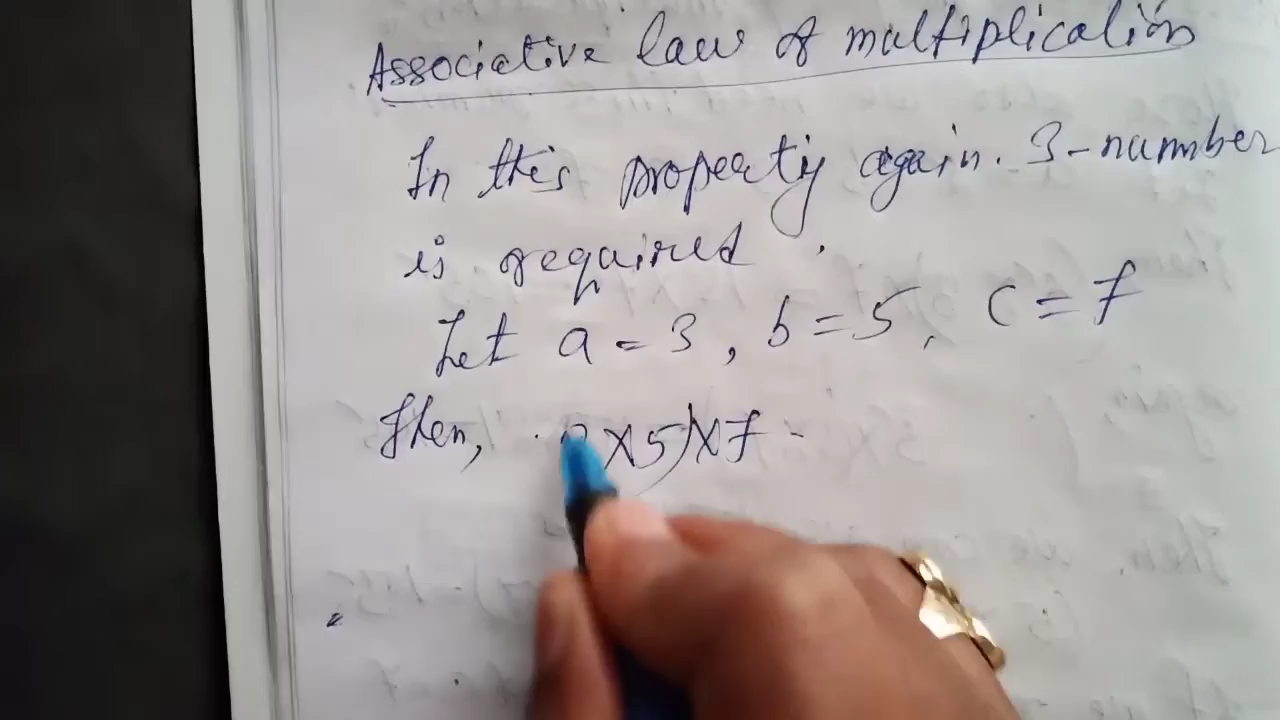 Associative law of multiplication
In this property again. 3-number
is required.
Let a = 3, b = 5, c = 7
Then, 3 X 5) X 7 -